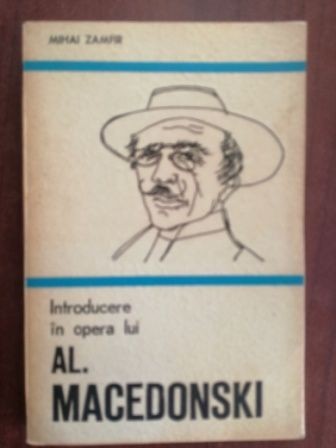 MIHAI ZAMFIR
Introducere
în opera lui
AL.
MACEDONSKI